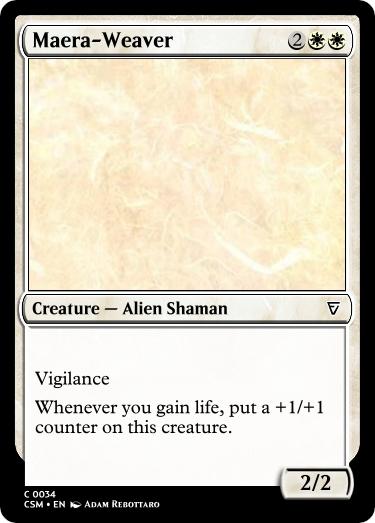 Maera-Weaver 2
Creature — Alien Shaman
Vigilance
Whenever you gain life, put a +1/+1
counter on this creature.
2/2
C 0034
CSM • EN Adam Rebottaro